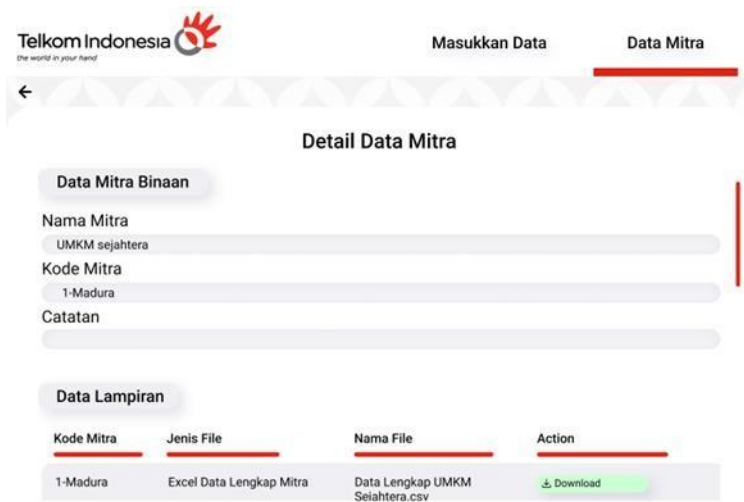 Telkom Indonesia
the world in your hand
Masukkan Data
Data Mitra
Detail Data Mitra
Data Mitra Binaan
Nama Mitra
UMKM sejahtera
Kode Mitra
1-Madura
Catatan
Data Lampiran
Kode Mitra
Jenis File
Nama File
Action
1-Madura
Excel Data Lengkap Mitra
Data Lengkap UMKM
Sejahtera.csv
Download